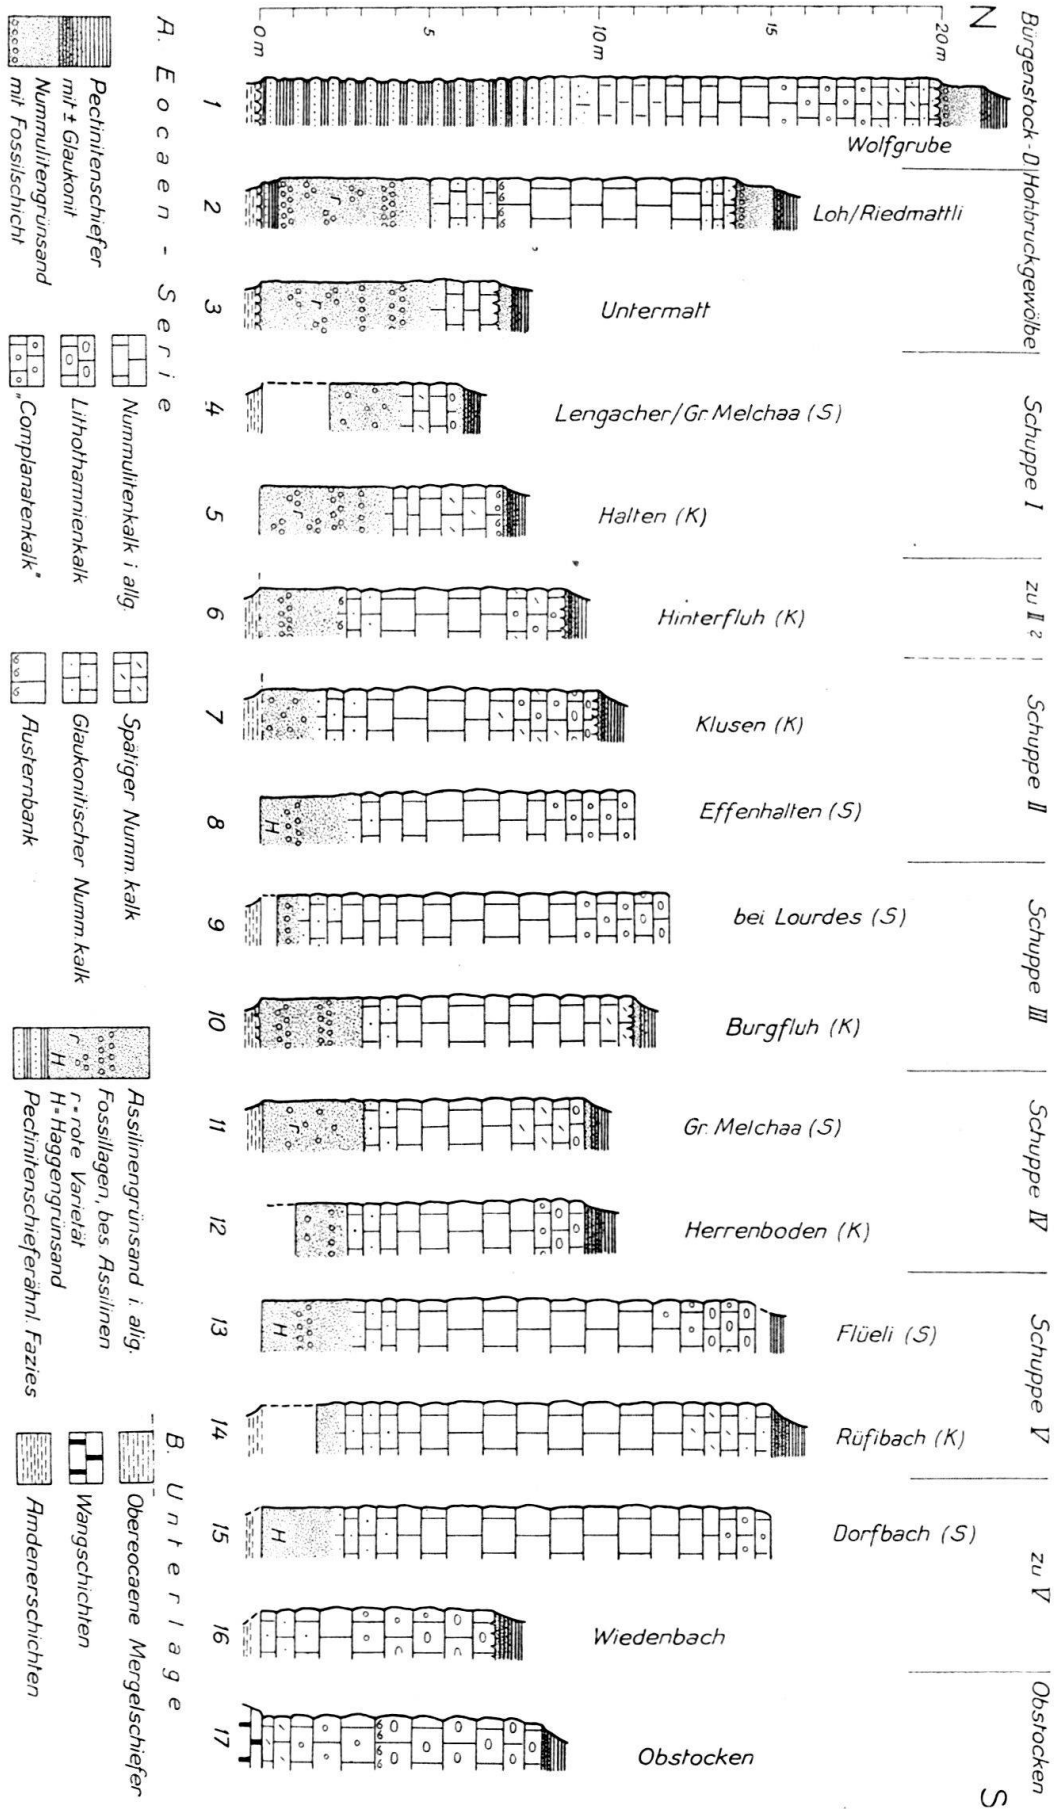 N
S
Bürgenstock-D
Hohbruckgewölbe
Schuppe I
zu II ?
Schuppe II
Schuppe III
Schuppe IV
Schuppe V
zu V
Obstocken
20 m
15
10 m
5
0 m
Wolfgrube
Loh/Riedmattli
Untermatt
Lengacher/Gr. Melchaa (S)
Halten (K)
Hinterfluh (K)
Klusen (K)
Effenhalten (S)
bei Lourdes (S)
Burgfluh (K)
Gr. Melchaa (S)
Herrenboden (K)
Flüeli (S)
Rüfibach (K)
Dorfbach (S)
Wiedenbach
Obstocken
r
r
r
H
r
H
H
1
2
3
4
5
6
7
8
9
10
11
12
13
14
15
16
17
A. Eocaen - Serie
Pectinitenschiefer
mit ± Glaukonit
Nummulitengrünsand
mit Fossilschicht
Nummulitenkalk i. allg.
Lithothamnienkalk
„Complanatenkalk"
Spätiger Numm. kalk
Glaukonitischer Numm. kalk
Austernbank
r
H
Assilinengrünsand i. allg.
Fossillagen, bes. Assilinen
r = rote Varietät
H = Haggengrünsand
Pectinitenschieferähnl. Fazies
B. Unterlage
Obereocaene Mergelschiefer
Wangschichten
Amdenerschichten